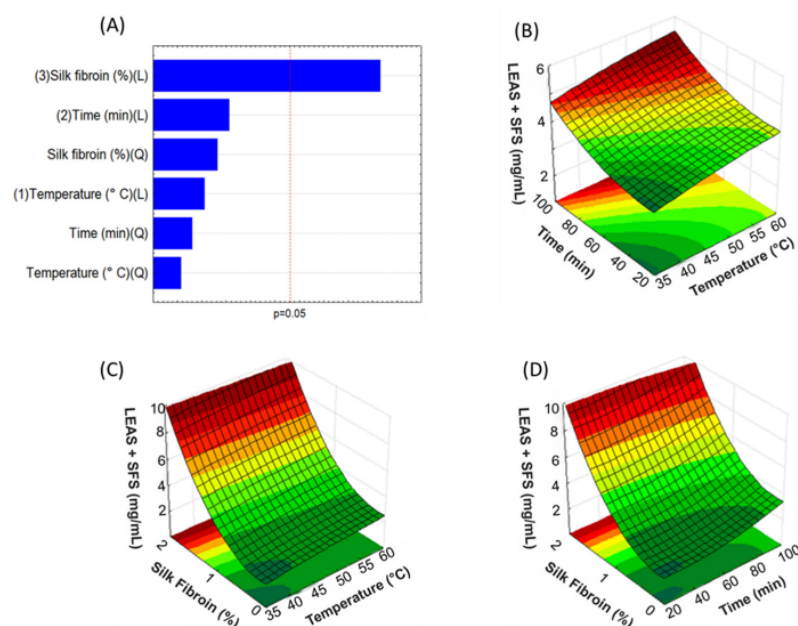 (A)
(3)Silk fibroin (%)(L)
(2)Time (min)(L)
Silk fibroin (%)(Q)
(1)Temperature (° C)(L)
Time (min)(Q)
Temperature (° C)(Q)
p=0.05
(B)
LEAS + SFS (mg/mL)
6
4
2
100
80
60
40
20
Time (min)
35
40
45
50
55
60
Temperature (°C)
(C)
LEAS + SFS (mg/mL)
10
8
6
4
2
2
1
0
Silk Fibroin (%)
35
40
45
50
55
60
Temperature (°C)
(D)
LEAS + SFS (mg/mL)
10
8
6
4
2
2
1
0
Silk Fibroin (%)
20
40
60
80
100
Time (min)